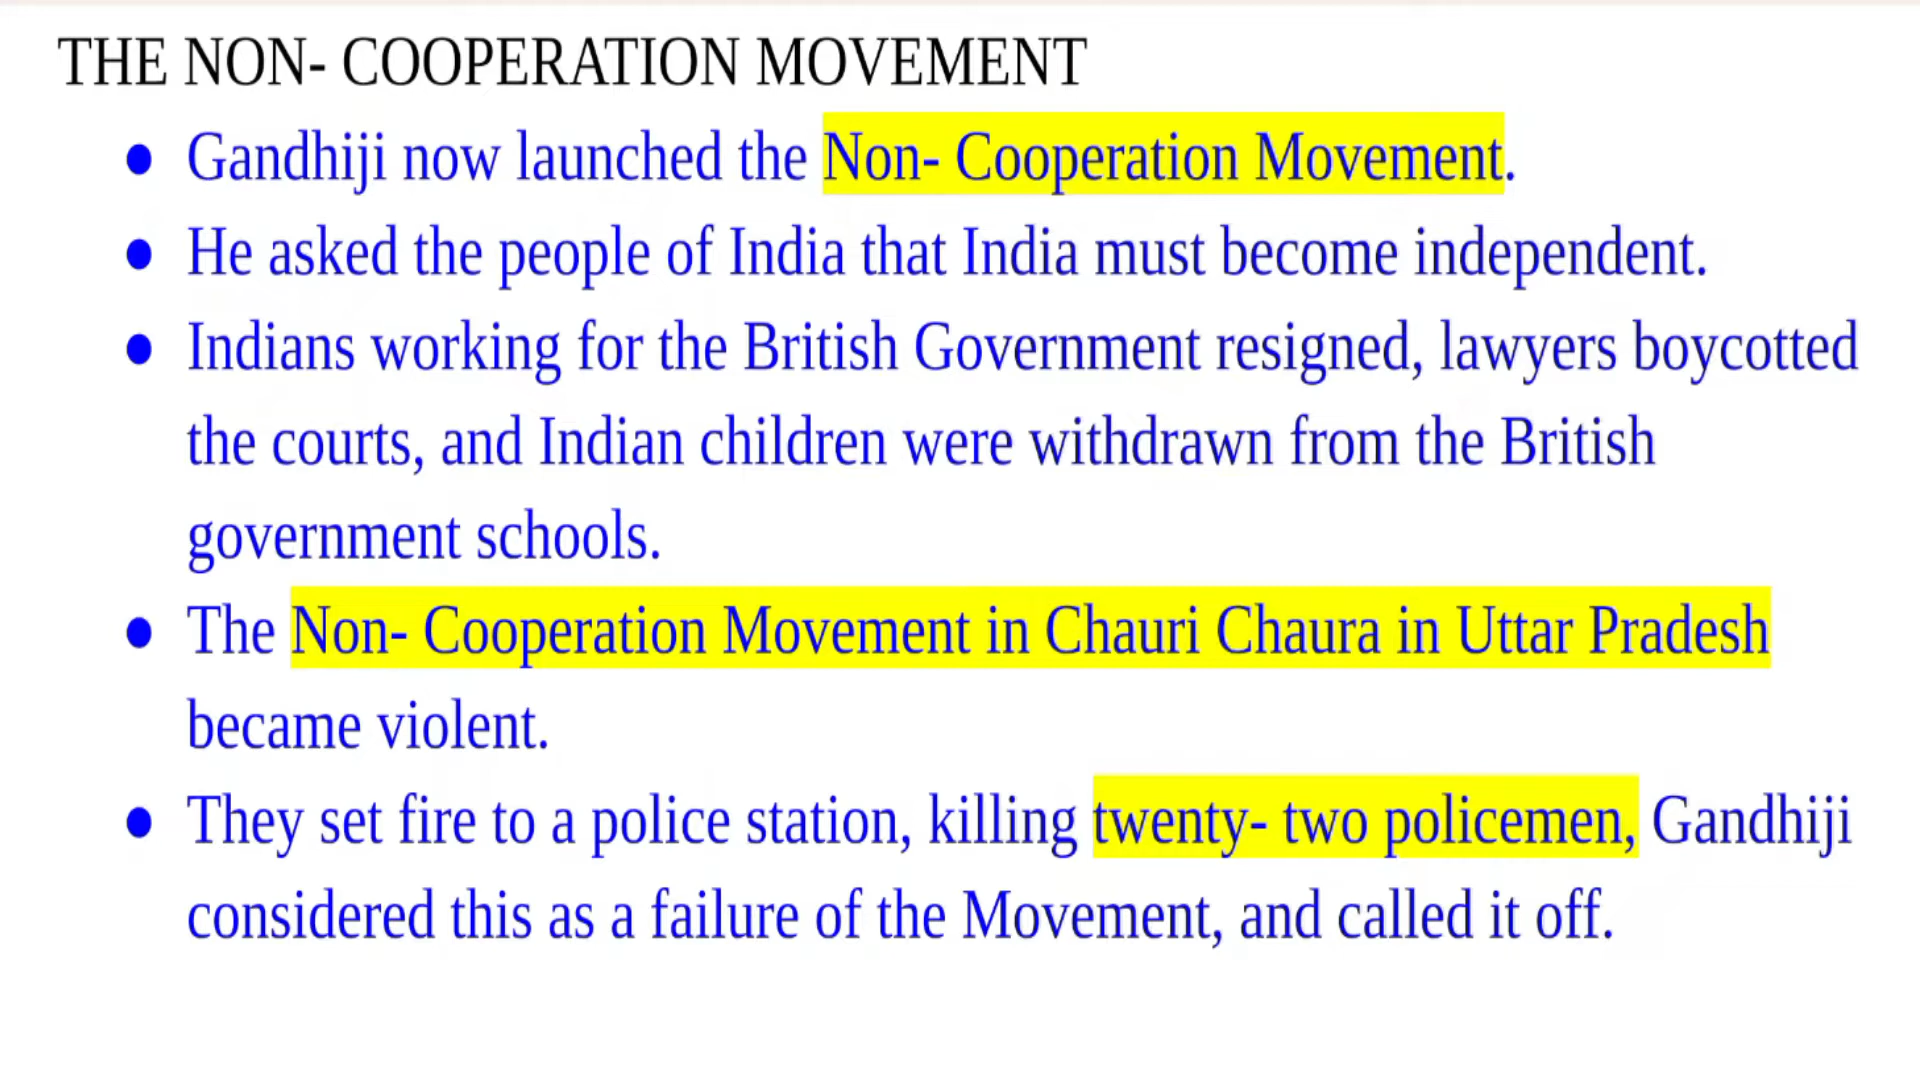 THE NON- COOPERATION MOVEMENT
● Gandhiji now launched the Non- Cooperation Movement.
● He asked the people of India that India must become independent.
● Indians working for the British Government resigned, lawyers boycotted
the courts, and Indian children were withdrawn from the British
government schools.
● The Non- Cooperation Movement in Chauri Chaura in Uttar Pradesh
became violent.
● They set fire to a police station, killing twenty- two policemen, Gandhiji
considered this as a failure of the Movement, and called it off.